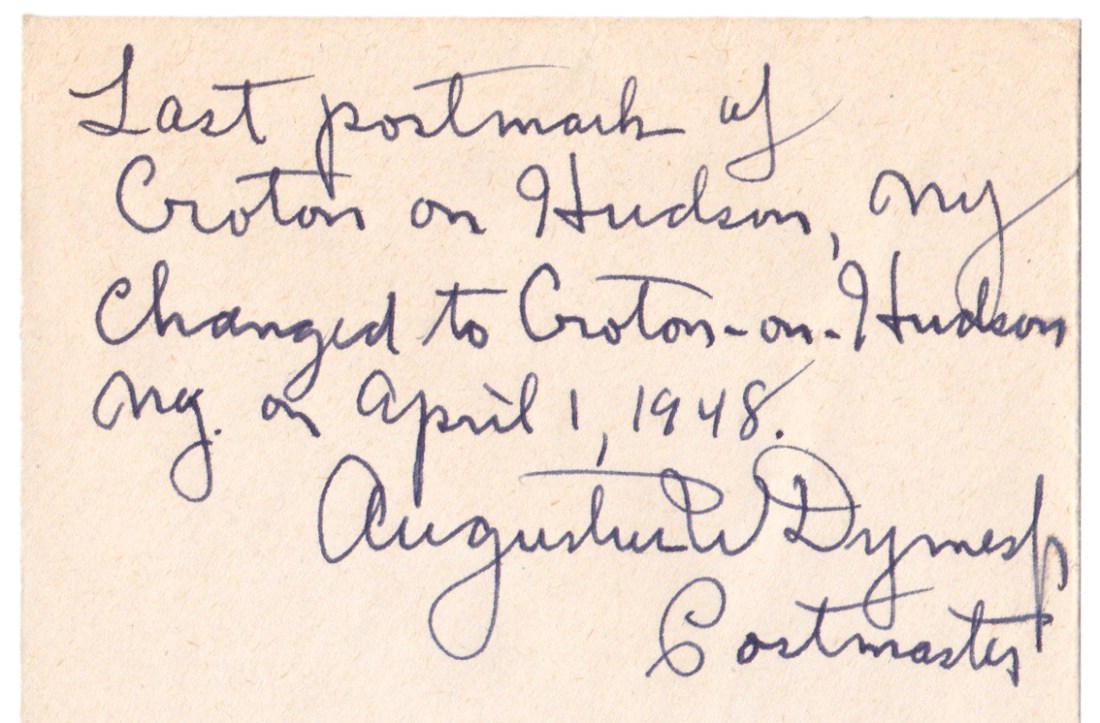 Last postmark of
Croton on Hudson, NY
Changed to Croton-on-Hudson
NY. on April 1, 1948.
Dymes Jr
Postmaster